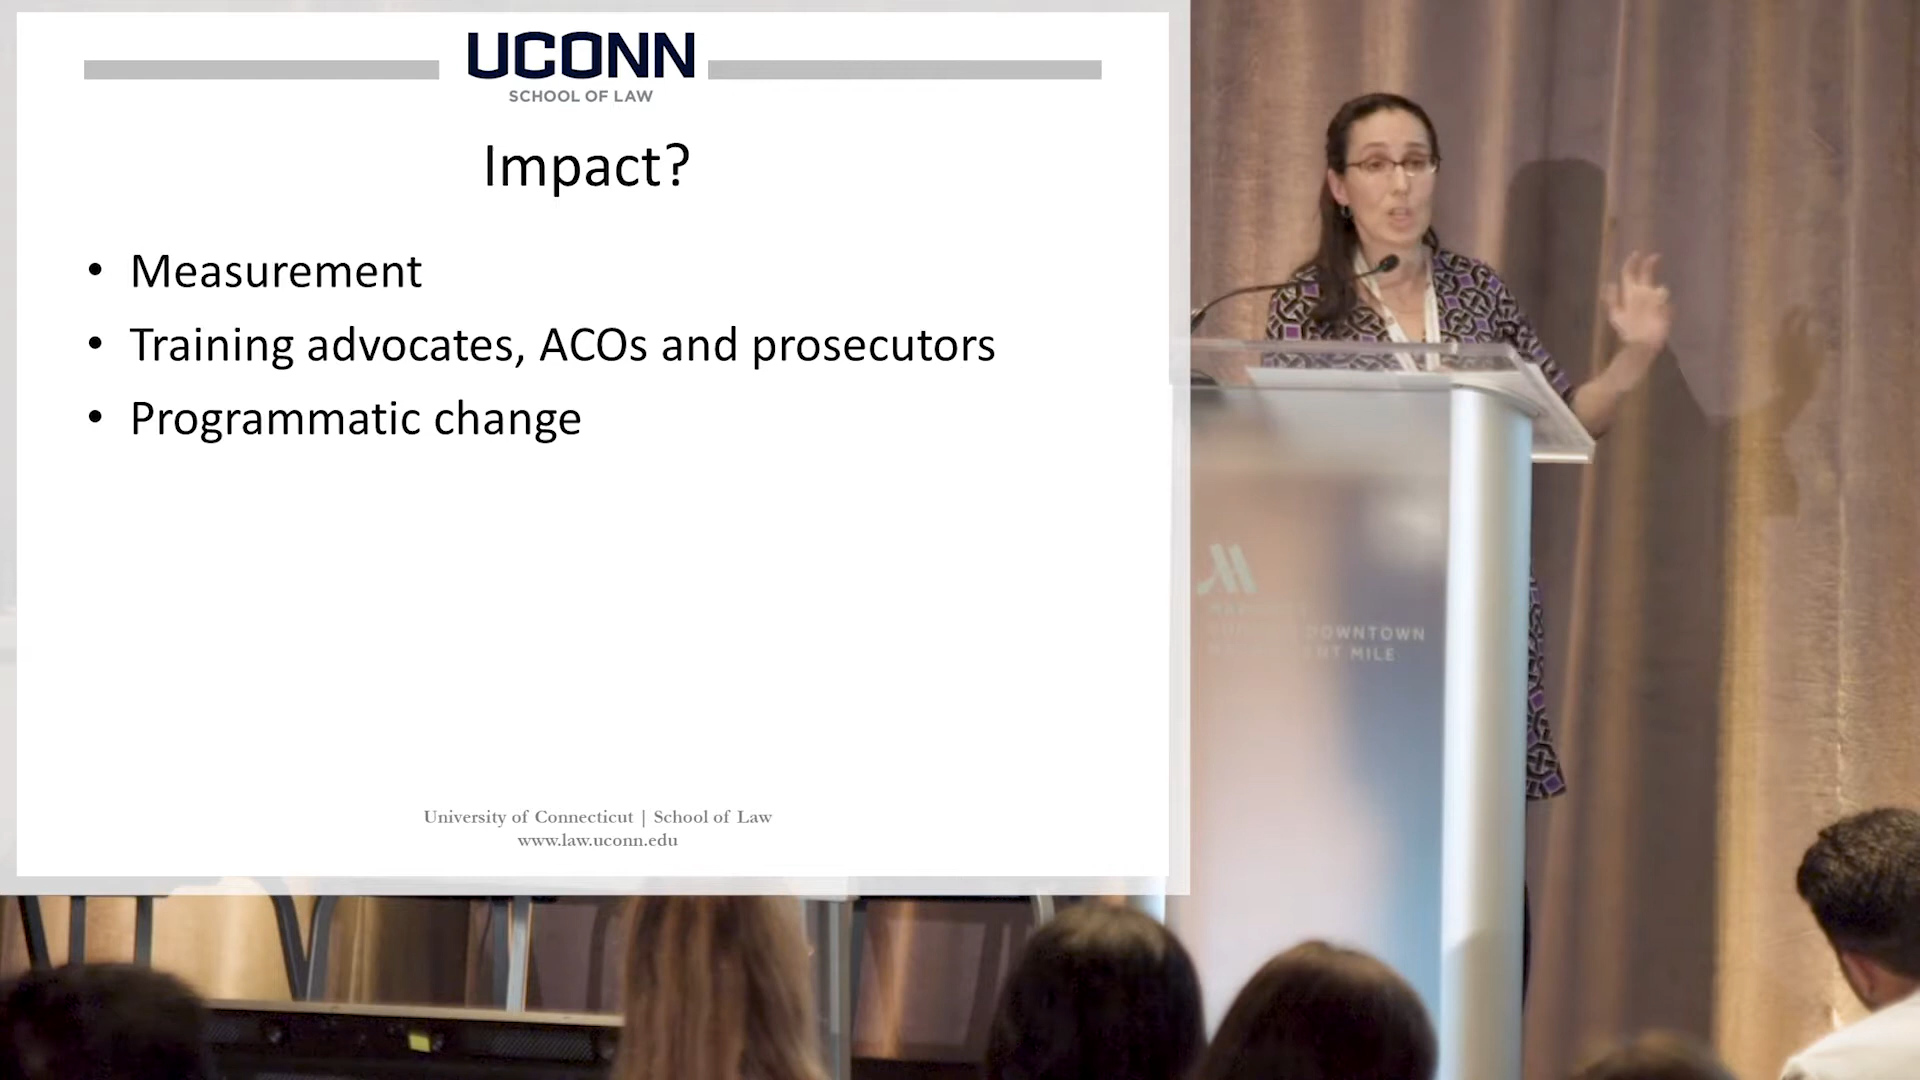 UCONN
SCHOOL OF LAW
Impact?
• Measurement
• Training advocates, ACOs and prosecutors
• Programmatic change
University of Connecticut | School of Law
www.law.uconn.edu
DOWNTOWN
MILE